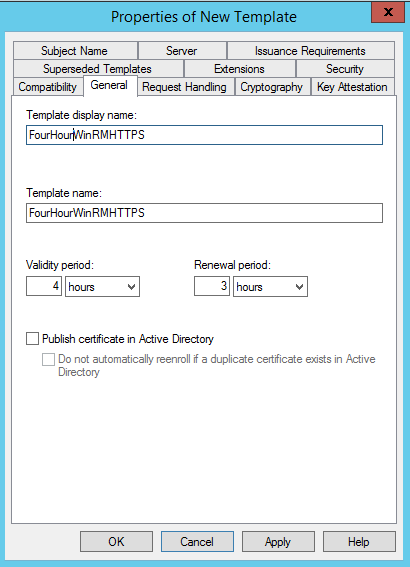 Properties of New Template
x
Subject Name Server Issuance Requirements
Superseded Templates Extensions Security
Compatibility General Request Handling Cryptography Key Attestation
Template display name:
FourHourWinRMHTTPS
Template name:
FourHourWinRMHTTPS
Validity period: Renewal period:
4 hours 3 hours
Publish certificate in Active Directory
Do not automatically reenroll if a duplicate certificate exists in Active
Directory
OK Cancel Apply Help